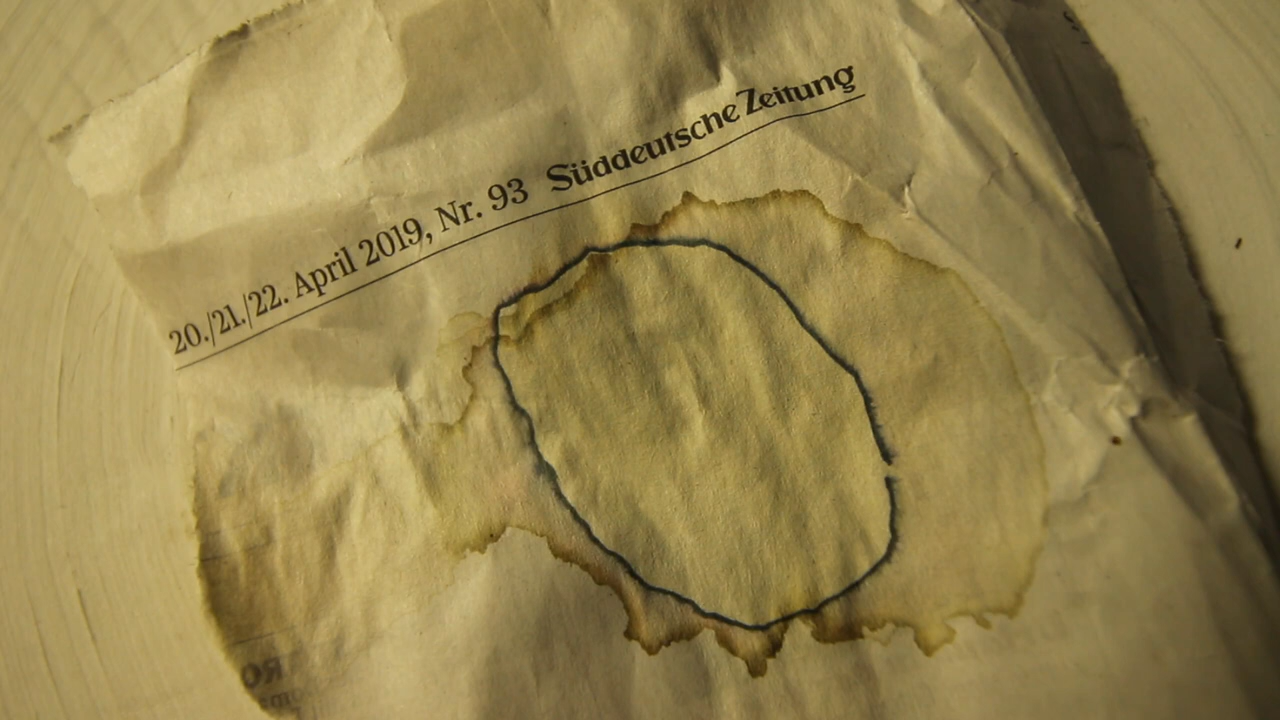 20./21./22. April 2019, Nr. 93 Süddeutsche Zeitung